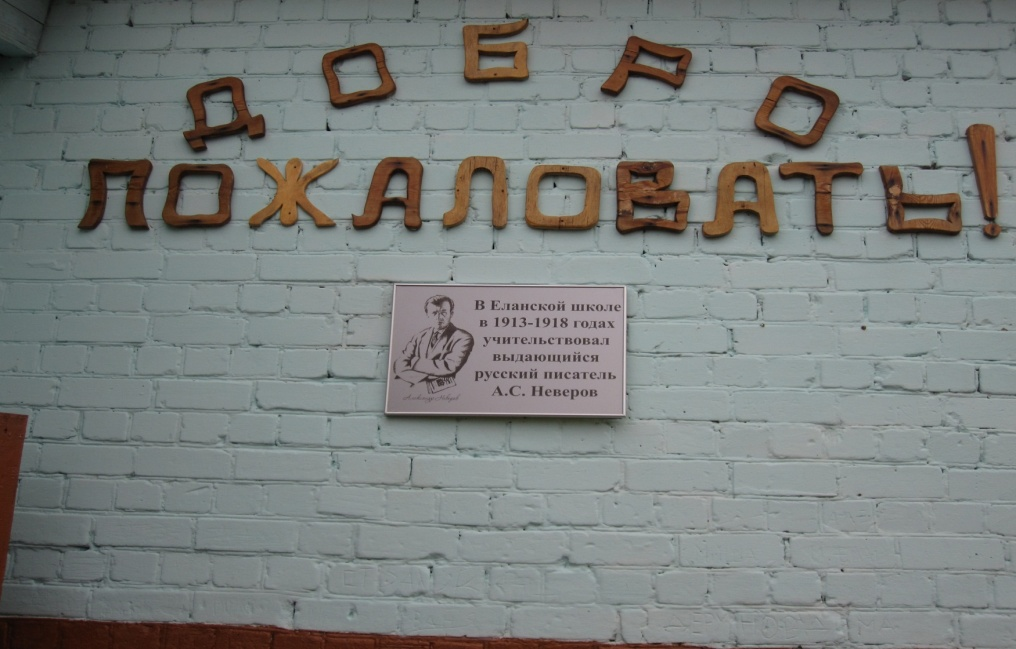 ДОБРО
ПОЖАЛОВАТЬ!
В Еланской школе
в 1913-1918 годах
учительствовал
выдающийся
русский писатель
А.С. Неверов